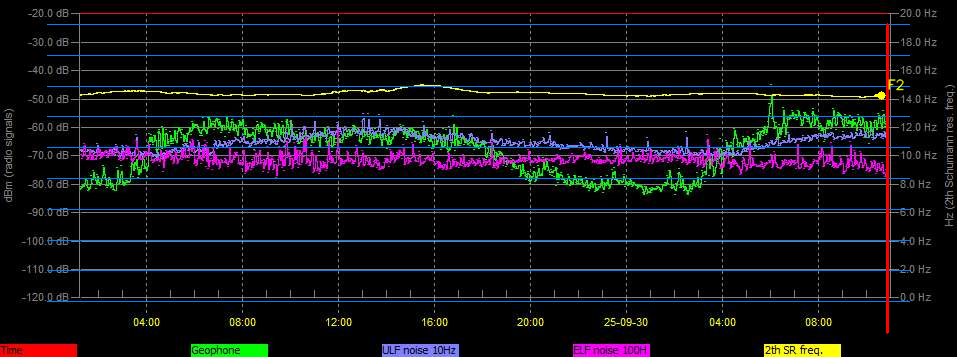 -20.0 dB 20.0 Hz
-30.0 dB 18.0 Hz
-40.0 dB 16.0 Hz
F2
-50.0 dB 14.0 Hz
-60.0 dB 12.0 Hz
-70.0 dB 10.0 Hz
-80.0 dB 8.0 Hz
-90.0 dB 6.0 Hz
-100.0 dB 4.0 Hz
-110.0 dB 2.0 Hz
-120.0 dB 0.0 Hz
dBm (radio signals)
Hz (2th Schumann res. freq.)
04:00 08:00 12:00 16:00 20:00 25-09-30 04:00 08:00
Time Geophone ULF noise 10Hz ELF noise 100H 2th SR freq.